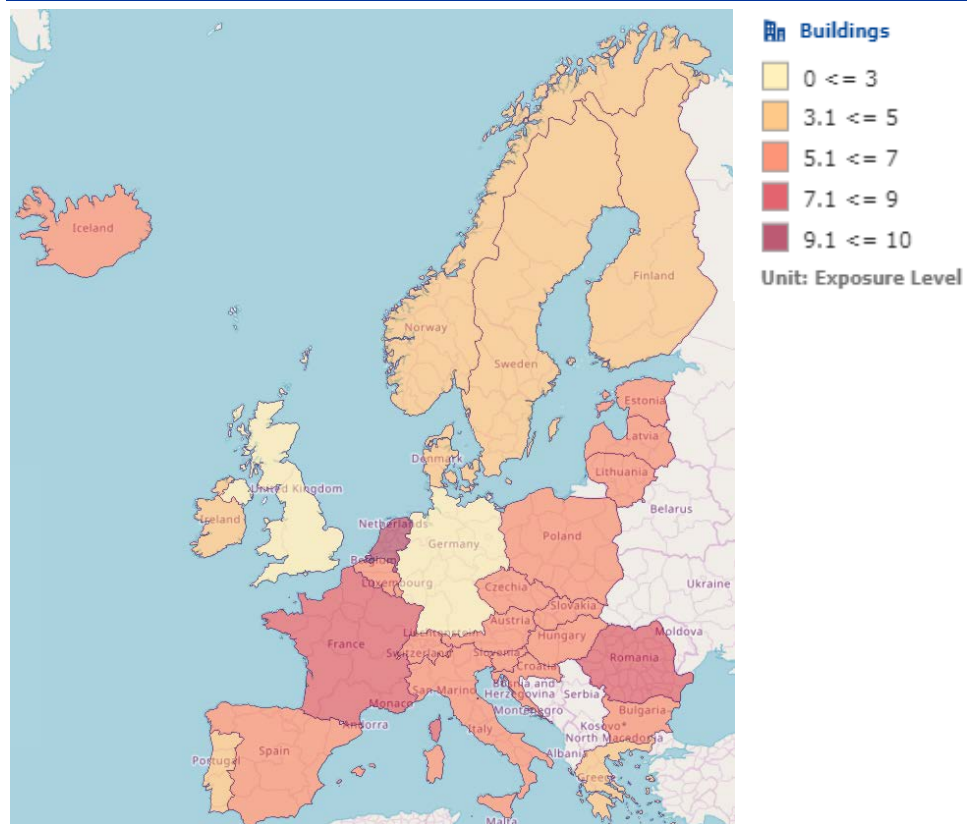 Buildings
0 <= 3
3.1 <= 5
5.1 <= 7
7.1 <= 9
9.1 <= 10
Unit: Exposure Level
Iceland
Finland
Norway
Sweden
Estonia
Latvia
Denmark
Lithuania
United Kingdom
Belarus
Ireland
Netherlands
Poland
Germany
Belgium
Luxembourg
Czechia
Ukraine
Slovakia
Austria
Liechtenstein
Hungary
Moldova
France
Switzerland
Slovenia
Romania
Croatia
San Marino
Bosnia and
Herzegovina
Serbia
Monaco
Montenegro
Bulgaria
Andorra
Italy
Kosovo*
North Macedonia
Spain
Albania
Portugal
Greece
Malta